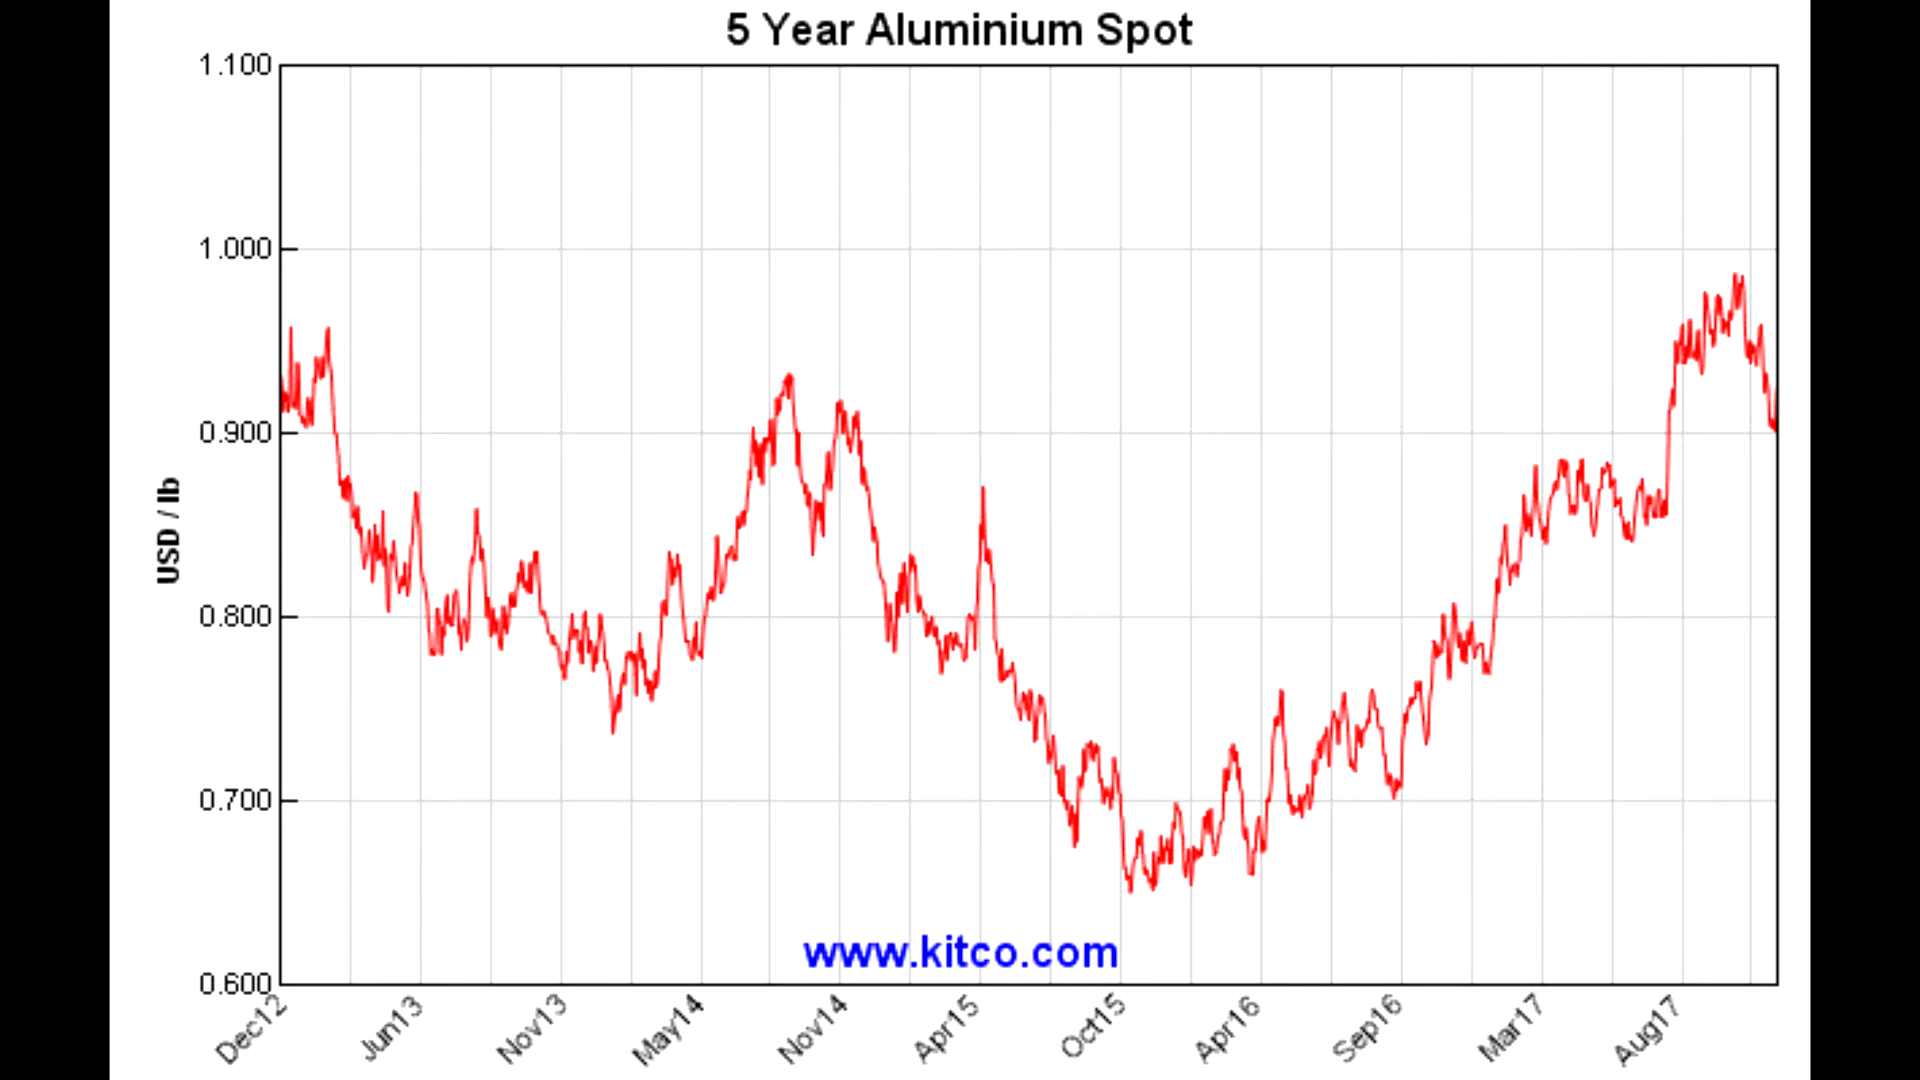 5 Year Aluminium Spot
1.100
1.000
0.900
0.800
0.700
0.600
USD / lb
www.kitco.com
Dec12
Jun13
Nov13
May14
Nov14
Apr15
Oct15
Apr16
Sep16
Mar17
Aug17